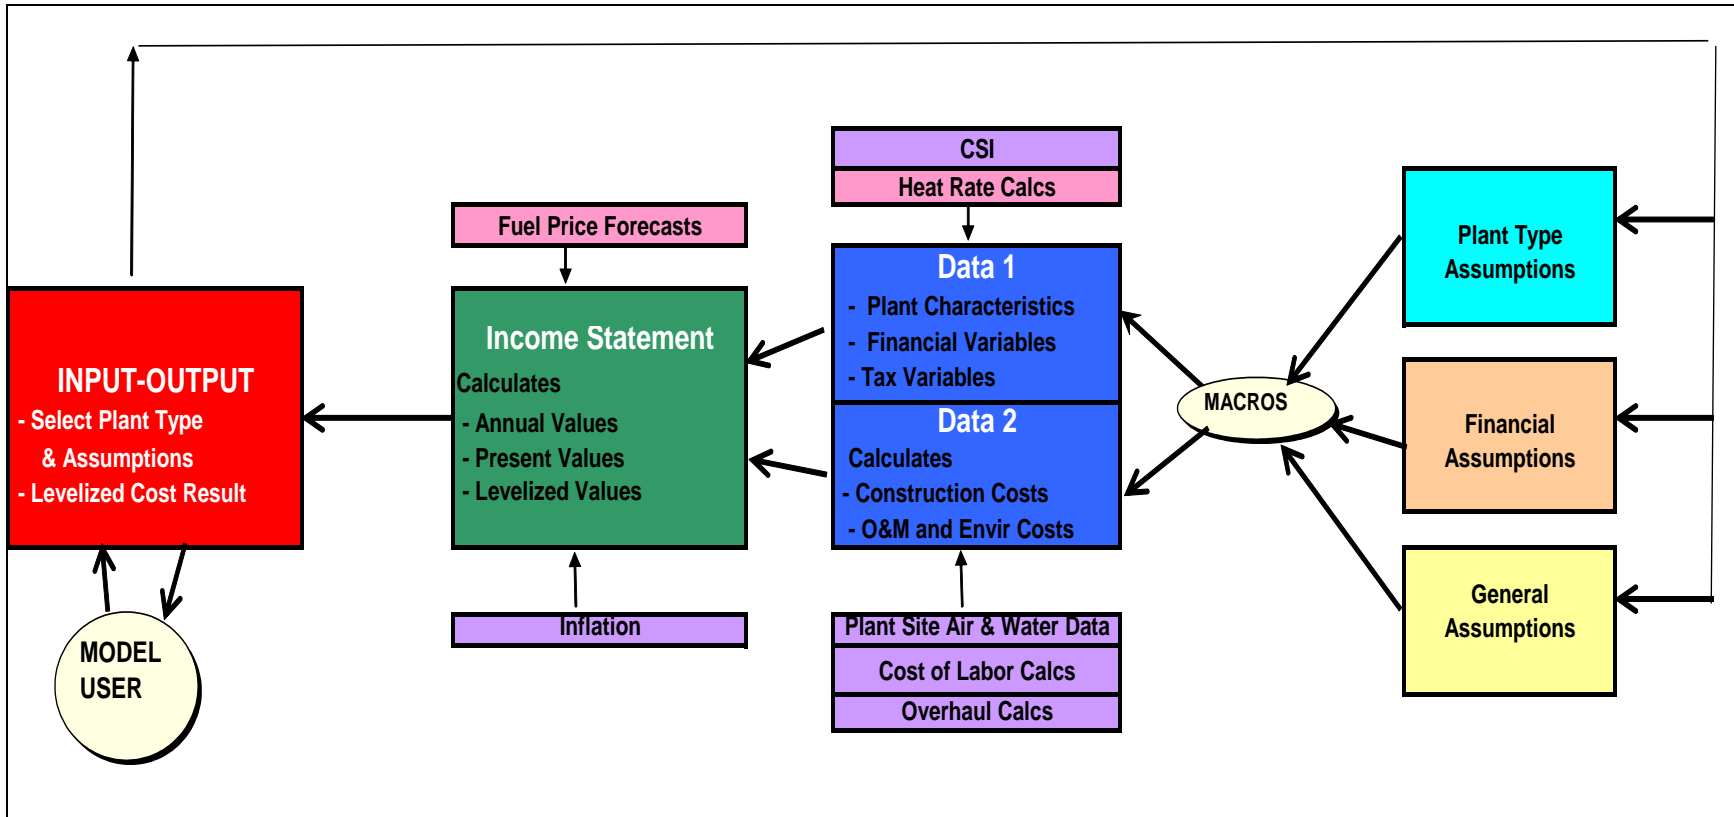 CSI
Heat Rate Calcs
Fuel Price Forecasts
Plant Type
Assumptions
Data 1
- Plant Characteristics
- Financial Variables
- Tax Variables
Income Statement
Calculates
- Annual Values
- Present Values
- Levelized Values
INPUT-OUTPUT
- Select Plant Type
& Assumptions
- Levelized Cost Result
MACROS
Data 2
Calculates
- Construction Costs
- O&M and Envir Costs
Financial
Assumptions
General
Assumptions
Inflation
Plant Site Air & Water Data
Cost of Labor Calcs
Overhaul Calcs
MODEL
USER